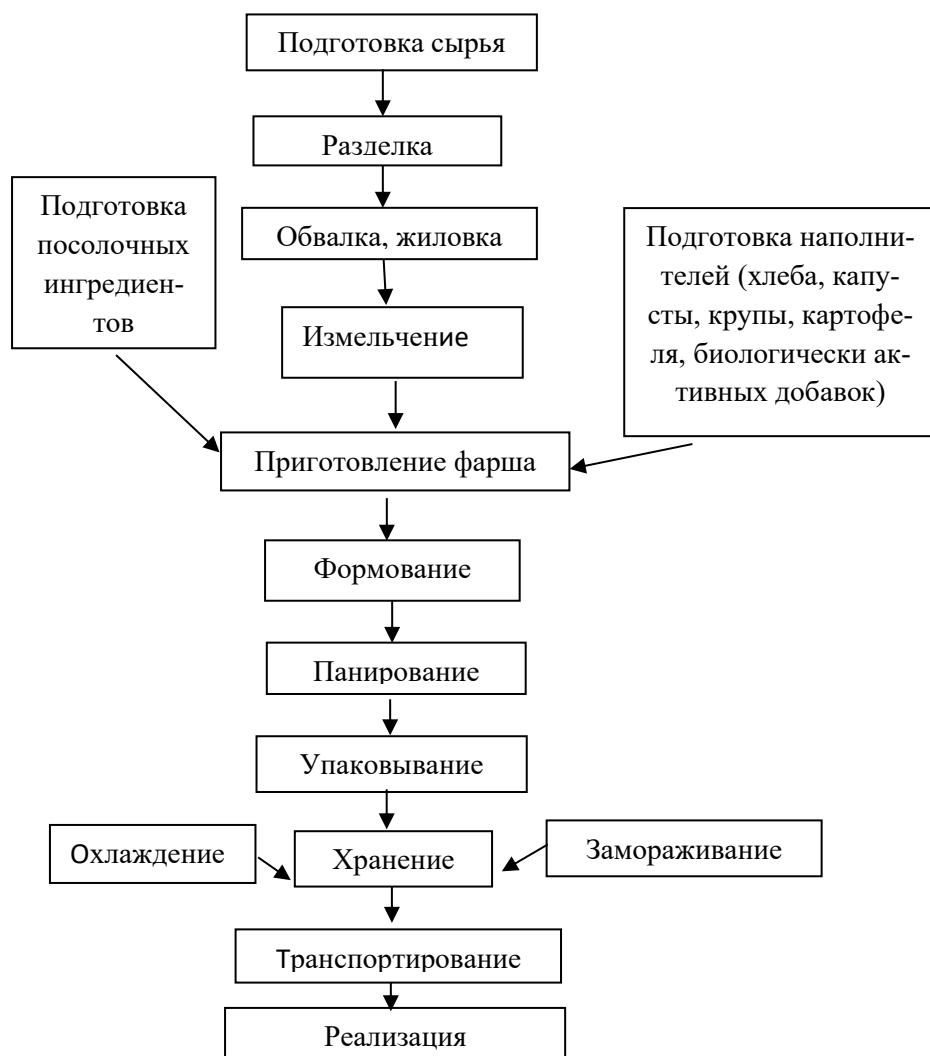 Подготовка сырья
Разделка
Подготовка
посолочных
ингредиен-
тов
Обвалка, жиловка
Подготовка наполни-
телей (хлеба, капу-
сты, крупы, картофе-
ля, биологически ак-
тивных добавок)
Измельчение
Приготовление фарша
Формование
Панирование
Упаковывание
Охлаждение
Хранение
Замораживание
Транспортирование
Реализация